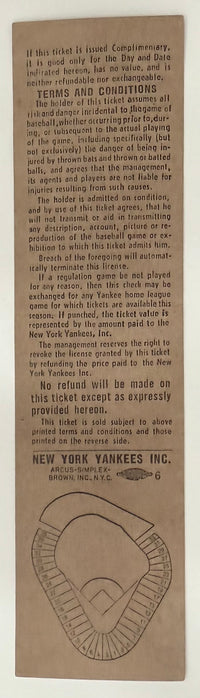 If this ticket is issued Complimentary,
it is good only for the Day and Date
indicated hereon, has no value, and is
neither refundable nor exchangeable.
TERMS AND CONDITIONS
The holder of this ticket assumes all
risk and danger incidental to the game of
baseball, whether occurring prior to, dur-
ing, or subsequent to the actual playing
of the game, including specifically (but
not exclusively) the danger of being in-
jured by thrown bats and thrown or batted
balls, and agrees that the management,
its agents and players are not liable for
injuries resulting from such causes.
The holder is admitted on condition,
and by use of this ticket agrees, that he
will not transmit or aid in transmitting
any description, account, picture or re-
production of the baseball game or ex-
hibition to which this ticket admits him.
Breach of the foregoing will automat-
ically terminate this license.
If a regulation game be not played
for any reason, then this check may be
exchanged for any Yankee home league
game for which tickets are available this
season. If punched, the ticket value is
represented by the amount paid to the
New York Yankees, Inc.
The management reserves the right to
revoke the license granted by this ticket
by refunding the price paid to the New
York Yankees Inc.
No refund will be made on
this ticket except as expressly
provided hereon.
This ticket is sold subject to above
printed terms and conditions and those
printed on the reverse side.
NEW YORK YANKEES INC.
ARCUS-SIMPLEX-
BROWN, INC., N.Y.C.
6